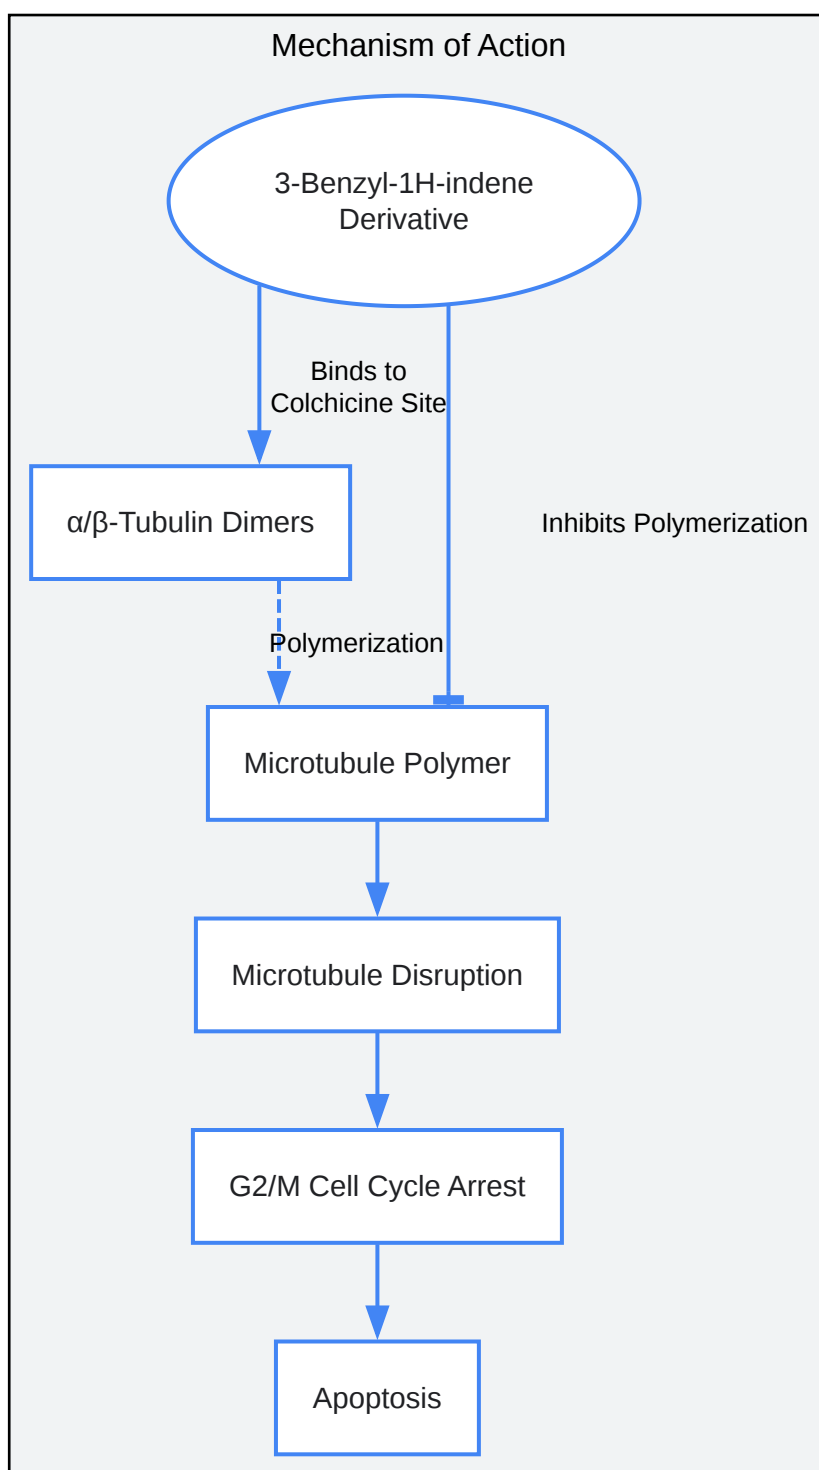 Mechanism of Action
3-Benzyl-1H-indene
Derivative
Binds to
Colchicine Site
α/β-Tubulin Dimers
Inhibits Polymerization
Polymerization
Microtubule Polymer
Microtubule Disruption
G2/M Cell Cycle Arrest
Apoptosis